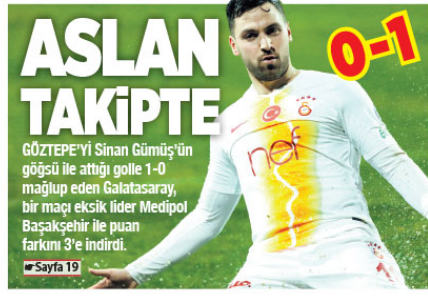 ASLAN
TAKİPTE
0-1
GÖZTEPE'Yİ Sinan Gümüş'ün
göğsü ile attığı golle 1-0
mağlup eden Galatasaray,
bir maçı eksik lider Medipol
Başakşehir ile puan
farkını 3'e indirdi.
Sayfa 19
nef